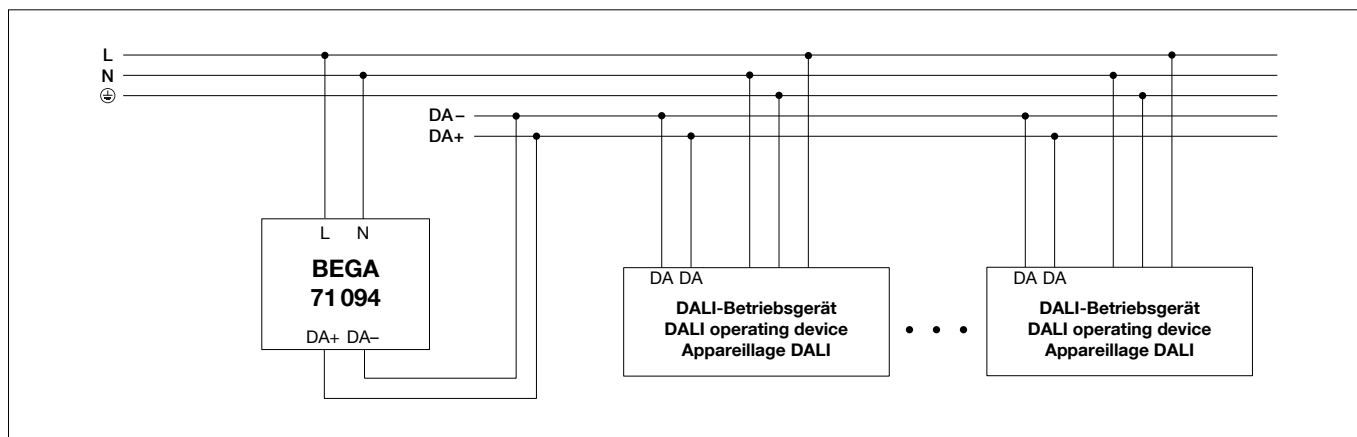 L
N
DA–
DA+
L N
BEGA
71 094
DA+ DA–
DA DA
DALI-Betriebsgerät
DALI operating device
Appareillage DALI
DA DA
DALI-Betriebsgerät
DALI operating device
Appareillage DALI